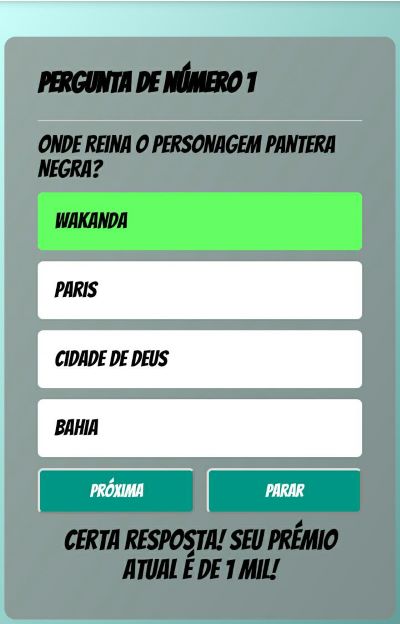 PERGUNTA DE NÚMERO 1
ONDE REINA O PERSONAGEM PANTERA
NEGRA?
WAKANDA
PARIS
CIDADE DE DEUS
BAHIA
PRÓXIMA
PARAR
CERTA RESPOSTA! SEU PRÉMIO
ATUAL É DE 1 MIL!